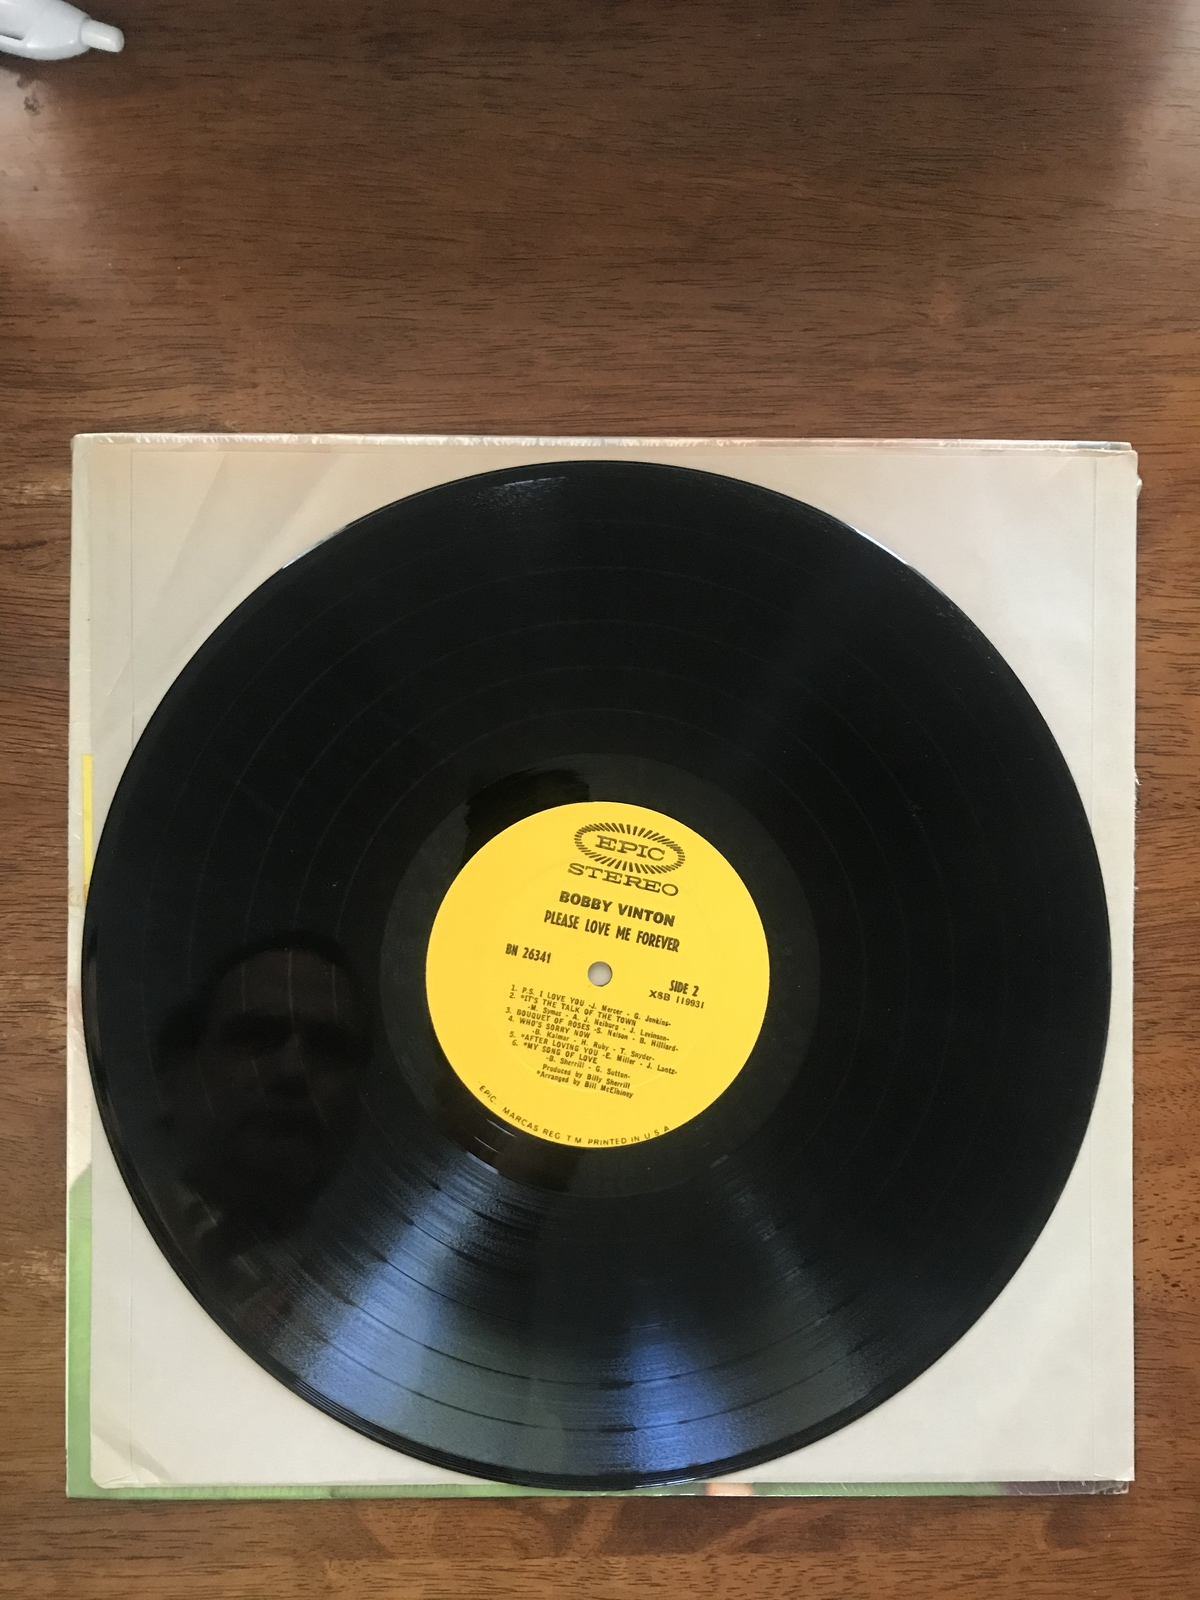 EPIC
STEREO
BOBBY VINTON
PLEASE LOVE ME FOREVER
BN 26341
SIDE 2
XSB 119931
1. P.S. I LOVE YOU -J. Mercer - G. Jenkins-
2. *IT'S THE TALK OF THE TOWN
-M. Symes - A. J. Neiburg - J. Levinson-
3. BOUQUET OF ROSES -S. Nelson - B. Hilliard-
4. WHO'S SORRY NOW
-B. Kalmar - H. Ruby - T. Snyder-
5. *AFTER LOVING YOU -E. Miller - J. Lantz-
6. *MY SONG OF LOVE
-B. Sherrill - G. Sutton-
Produced by Billy Sherrill
*Arranged by Bill McElhiney
"EPIC," MARCAS REG. T.M. PRINTED IN U.S.A.